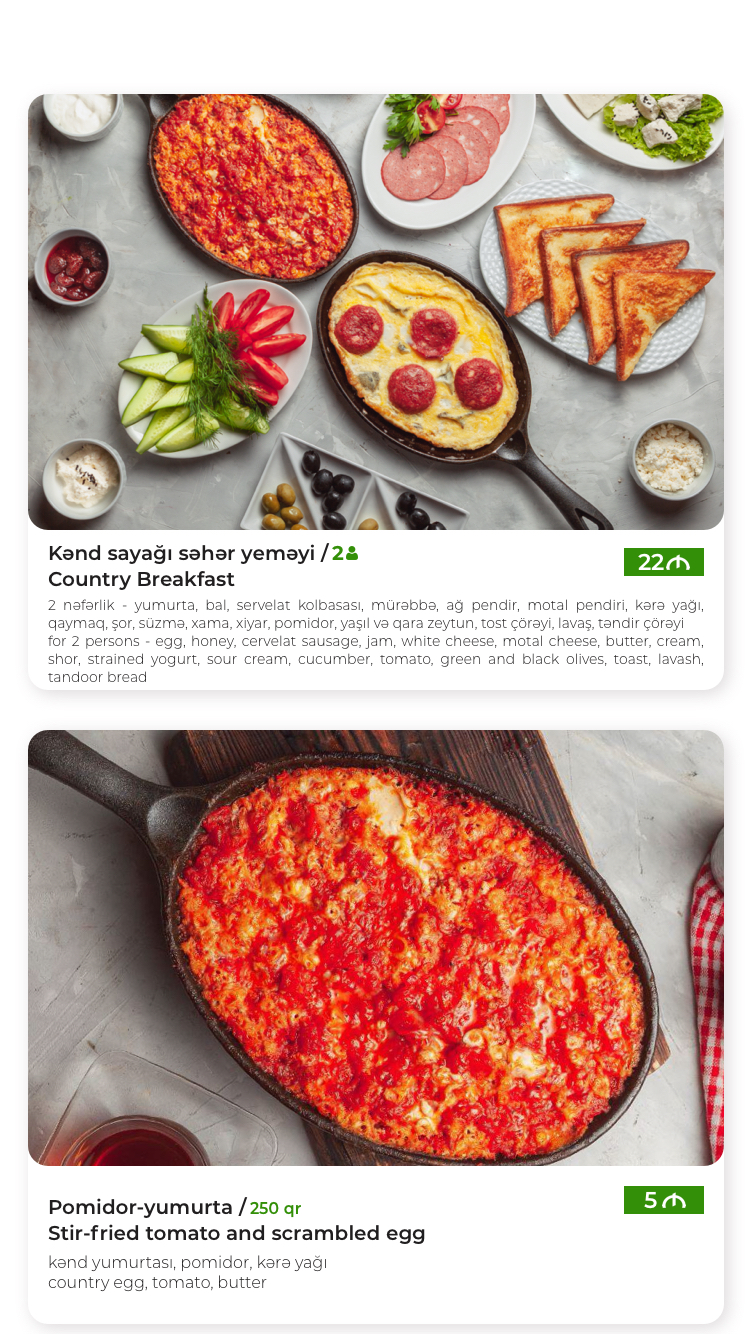 Kənd sayağı səhər yeməyi / 2
Country Breakfast
22₼
2 nəfərlik - yumurta, bal, servelat kolbasası, mürəbbə, ağ pendir, motal pendiri, kərə yağı,
qaymaq, şor, süzmə, xama, xiyar, pomidor, yaşıl və qara zeytun, tost çörəyi, lavaş, təndir çörəyi
for 2 persons - egg, honey, cervelat sausage, jam, white cheese, motal cheese, butter, cream,
shor, strained yogurt, sour cream, cucumber, tomato, green and black olives, toast, lavash,
tandoor bread
Pomidor-yumurta / 250 qr
Stir-fried tomato and scrambled egg
5₼
kənd yumurtası, pomidor, kərə yağı
country egg, tomato, butter